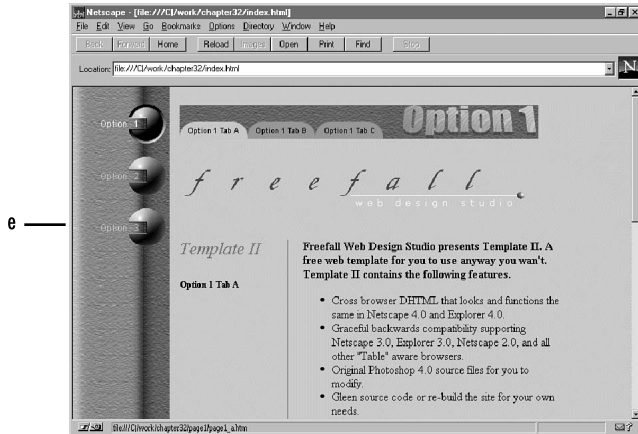 Netscape - [file:///C|/work/chapter32/index.html]
File Edit View Go Bookmarks Options Directory Window Help
Back Forward Home Reload Images Open Print Find Stop
Location: file:///C|/work/chapter32/index.html
N
Option 1
Option 1
Option 1 Tab A Option 1 Tab B Option 1 Tab C
Option 2
freefall
web design studio
e
Option 3
Template II
Freefall Web Design Studio presents Template II. A
free web template for you to use anyway you wan't.
Template II contains the following features.
Option 1 Tab A
• Cross browser DHTML that looks and functions the
same in Netscape 4.0 and Explorer 4.0.
• Graceful backwards compatibility supporting
Netscape 3.0, Explorer 3.0, Netscape 2.0, and all
other "Table" aware browsers.
• Original Photoshop 4.0 source files for you to
modify.
• Gleen source code or re-build the site for your own
needs.
file:///C|/work/chapter32/page1/page1_a.htm